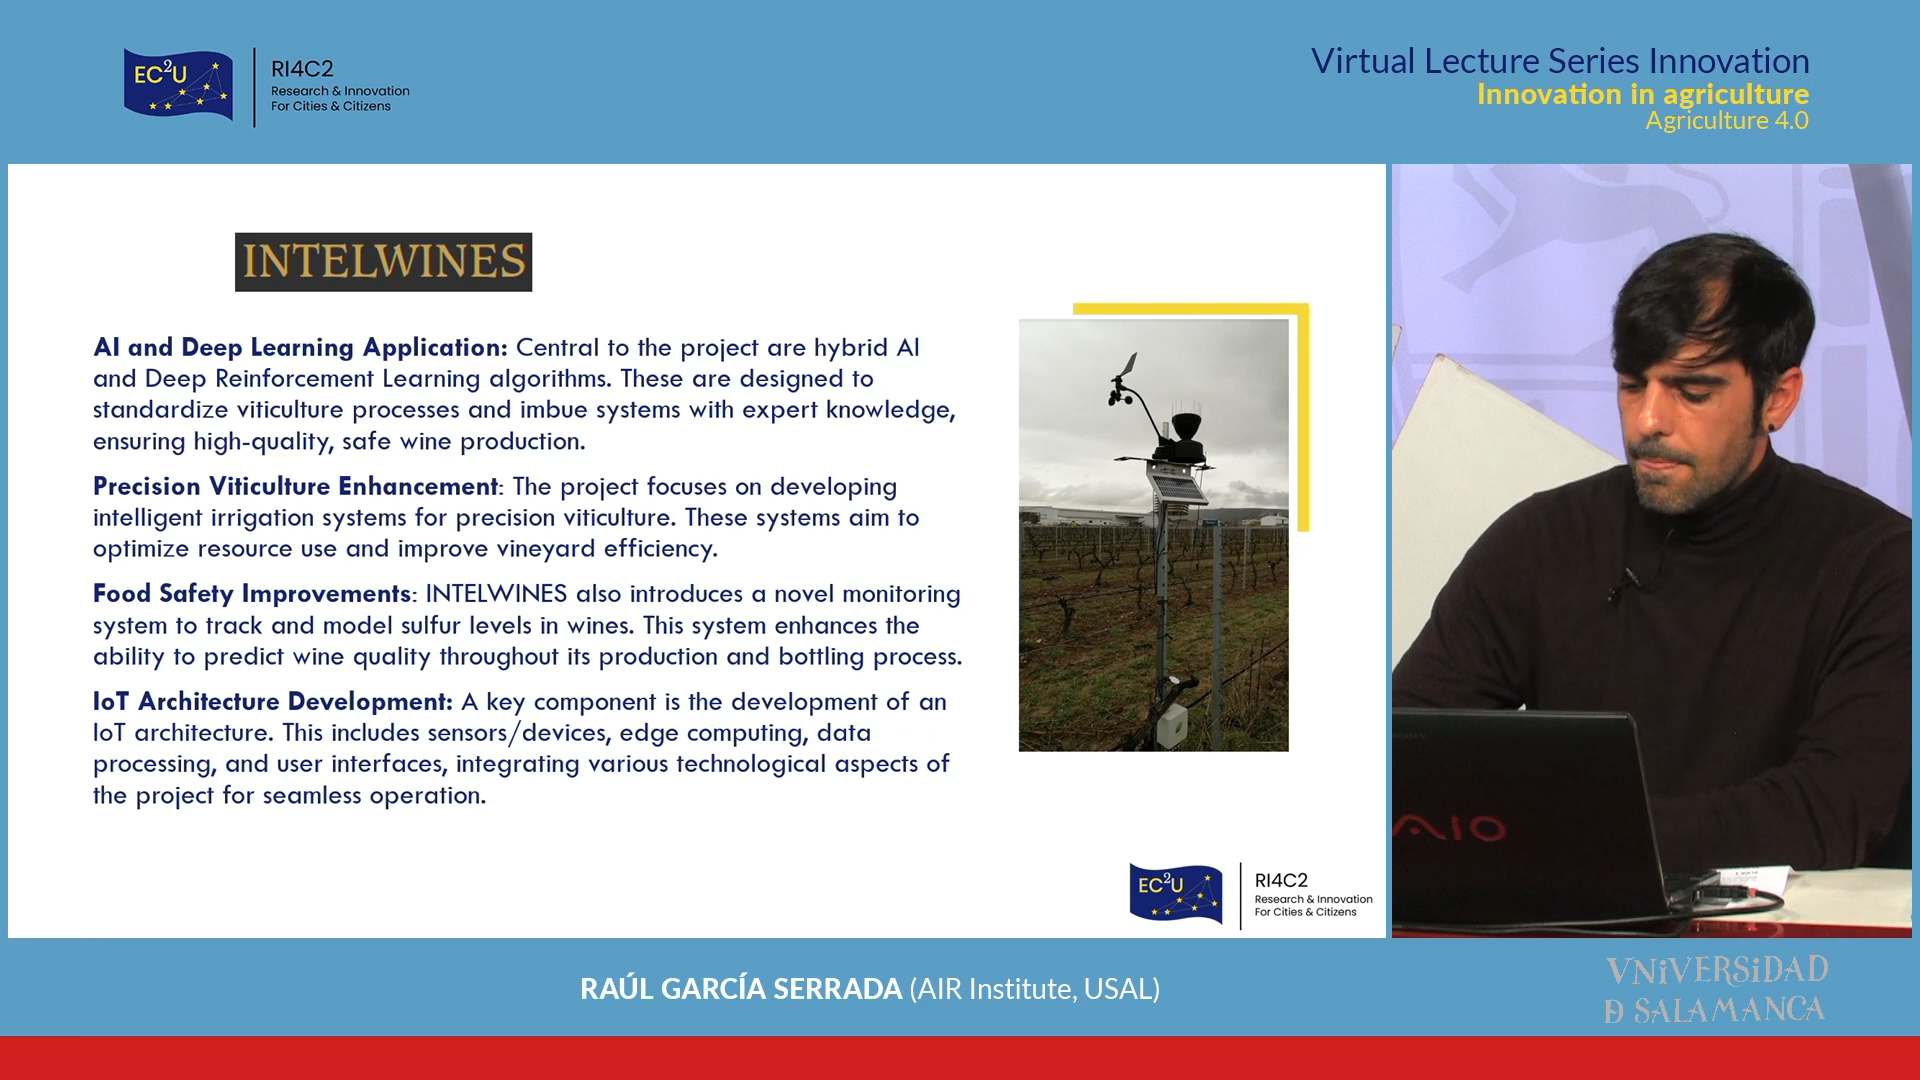 EC2U
RI4C2
Research & Innovation
For Cities & Citizens
Virtual Lecture Series Innovation
Innovation in agriculture
Agriculture 4.0
INTELWINES
AI and Deep Learning Application: Central to the project are hybrid AI
and Deep Reinforcement Learning algorithms. These are designed to
standardize viticulture processes and imbue systems with expert knowledge,
ensuring high-quality, safe wine production.
Precision Viticulture Enhancement: The project focuses on developing
intelligent irrigation systems for precision viticulture. These systems aim to
optimize resource use and improve vineyard efficiency.
Food Safety Improvements: INTELWINES also introduces a novel monitoring
system to track and model sulfur levels in wines. This system enhances the
ability to predict wine quality throughout its production and bottling process.
IoT Architecture Development: A key component is the development of an
IoT architecture. This includes sensors/devices, edge computing, data
processing, and user interfaces, integrating various technological aspects of
the project for seamless operation.
EC2U
RI4C2
Research & Innovation
For Cities & Citizens
VAIO
RAÚL GARCÍA SERRADA (AIR Institute, USAL)
VNiVERSiDAD
Ð SALAMANCA